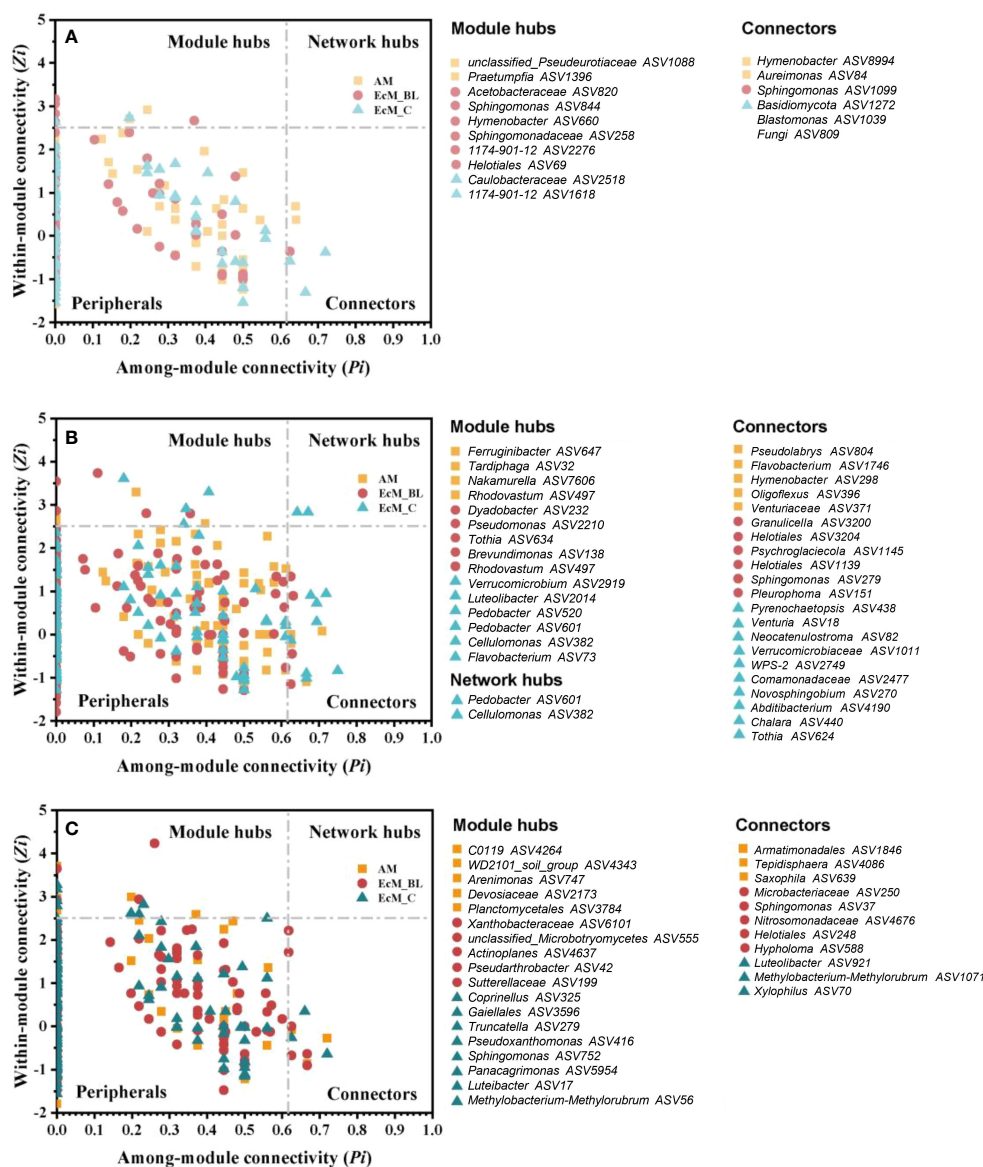 A
Module hubs
Network hubs
AM
EcM_BL
EcM_C
Peripherals
Connectors
Within-module connectivity (Zi)
5
4
3
2
1
0
-1
-2
0.0 0.1 0.2 0.3 0.4 0.5 0.6 0.7 0.8 0.9 1.0
Among-module connectivity (Pi)
Module hubs
unclassified_Pseudeurotiaceae ASV1088
Praetumpfia ASV1396
Acetobacteraceae ASV820
Sphingomonas ASV844
Hymenobacter ASV660
Sphingomonadaceae ASV258
1174-901-12 ASV2276
Helotiales ASV69
Caulobacteraceae ASV2518
1174-901-12 ASV1618
Connectors
Hymenobacter ASV8994
Aureimonas ASV84
Sphingomonas ASV1099
Basidiomycota ASV1272
Blastomonas ASV1039
Fungi ASV809
B
Module hubs
Network hubs
AM
EcM_BL
EcM_C
Peripherals
Connectors
Within-module connectivity (Zi)
5
4
3
2
1
0
-1
-2
0.0 0.1 0.2 0.3 0.4 0.5 0.6 0.7 0.8 0.9 1.0
Among-module connectivity (Pi)
Module hubs
Ferruginibacter ASV647
Tardiphaga ASV32
Nakamurella ASV7606
Rhodovastum ASV497
Dyadobacter ASV232
Pseudomonas ASV2210
Tothia ASV634
Brevundimonas ASV138
Rhodovastum ASV497
Verrucomicrobium ASV2919
Luteolibacter ASV2014
Pedobacter ASV520
Pedobacter ASV601
Cellulomonas ASV382
Flavobacterium ASV73
Network hubs
Pedobacter ASV601
Cellulomonas ASV382
Connectors
Pseudolabrys ASV804
Flavobacterium ASV1746
Hymenobacter ASV298
Oligoflexus ASV396
Venturiaceae ASV371
Granulicella ASV3200
Helotiales ASV3204
Psychroglaciecola ASV1145
Helotiales ASV1139
Sphingomonas ASV279
Pleurophoma ASV151
Pyrenochaetopsis ASV438
Venturia ASV18
Neocatenulostroma ASV82
Verrucomicrobiaceae ASV1011
WPS-2 ASV2749
Comamonadaceae ASV2477
Novosphingobium ASV270
Abditibacterium ASV4190
Chalara ASV440
Tothia ASV624
C
Module hubs
Network hubs
AM
EcM_BL
EcM_C
Peripherals
Connectors
Within-module connectivity (Zi)
5
4
3
2
1
0
-1
-2
0.0 0.1 0.2 0.3 0.4 0.5 0.6 0.7 0.8 0.9 1.0
Among-module connectivity (Pi)
Module hubs
C0119 ASV4264
WD2101_soil_group ASV4343
Arenimonas ASV747
Devosiaceae ASV2173
Planctomycetales ASV3784
Xanthobacteraceae ASV6101
unclassified_Microbotryomycetes ASV555
Actinoplanes ASV4637
Pseudarthrobacter ASV42
Sutterellaceae ASV199
Coprinellus ASV325
Gaiellales ASV3596
Truncatella ASV279
Pseudoxanthomonas ASV416
Sphingomonas ASV752
Panacagrimonas ASV5954
Luteibacter ASV17
Methylobacterium-Methylorubrum ASV56
Connectors
Armatimonadales ASV1846
Tepidisphaera ASV4086
Saxophila ASV639
Microbacteriaceae ASV250
Sphingomonas ASV37
Nitrosomonadaceae ASV4676
Helotiales ASV248
Hypholoma ASV588
Luteolibacter ASV921
Methylobacterium-Methylorubrum ASV1071
Xylophilus ASV70